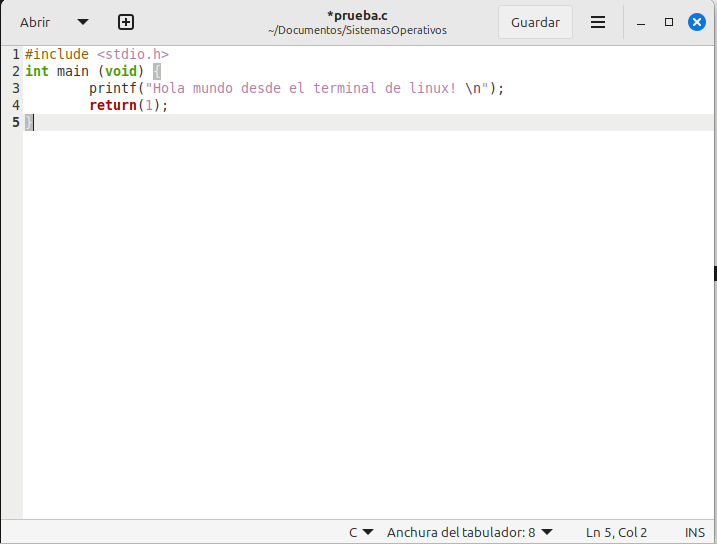 Abrir
*prueba.c
~/Documentos/SistemasOperativos
Guardar
1 #include <stdio.h>
2 int main (void) {
3 printf("Hola mundo desde el terminal de linux! \n");
4 return(1);
5 }
C
Anchura del tabulador: 8
Ln 5, Col 2
INS